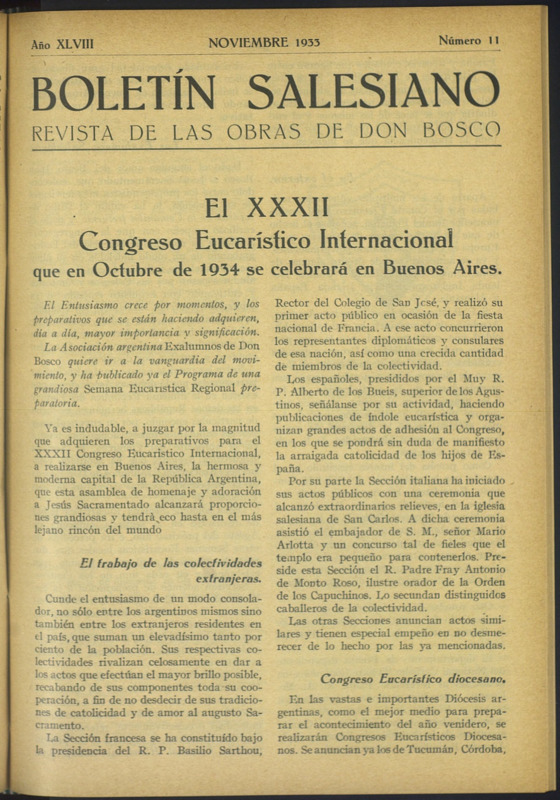 Año XLVIII
NOVIEMBRE 1933
Número 11
BOLETÍN SALESIANO
REVISTA DE LAS OBRAS DE DON BOSCO
El XXXII
Congreso Eucarístico Internacional
que en Octubre de 1934 se celebrará en Buenos Aires.
El Entusiasmo crece por momentos, y los
preparativos que se están haciendo adquieren,
día a día, mayor importancia y significación.
La Asociación argentina Exalumnos de Don
Bosco quiere ir a la vanguardia del movi-
miento, y ha publicado ya el Programa de una
grandiosa Semana Eucaristica Regional pre-
paratoria.
Ya es indudable, a juzgar por la magnitud
que adquieren los preparativos para el
XXXII Congreso Eucaristico Internacional,
a realizarse en Buenos Aires, la hermosa y
moderna capital de la República Argentina,
que esta asamblea de homenaje y adoración
a Jesús Sacramentado alcanzará proporcio-
nes grandiosas y tendrá eco hasta en el más
lejano rincón del mundo
El trabajo de las colectividades
extranjeras.
Cunde el entusiasmo de un modo consola-
dor, no sólo entre los argentinos mismos sino
también entre los extranjeros residentes en
el país, que suman un elevadísimo tanto por
ciento de la población. Sus respectivas co-
lectividades rivalizan celosamente en dar a
los actos que efectúan el mayor brillo posible,
recabando de sus componentes toda su coo-
peración, a fin de no desdecir de sus tradicio-
nes de catolicidad y de amor al augusto Sa-
cramento.
La Sección francesa se ha constituído bajo
la presidencia del R. P. Basilio Sarthou,
Rector del Colegio de San José, y realizó su
primer acto público en ocasión de la fiesta
nacional de Francia. A ese acto concurrieron
los representantes diplomáticos y consulares
de esa nación, así como una crecida cantidad
de miembros de la colectividad.
Los españoles, presididos por el Muy R.
P. Alberto de los Bueis, superior de los Agus-
tinos, señálanse por su actividad, haciendo
publicaciones de índole eucarística y orga-
nizan grandes actos de adhesión al Congreso,
en los que se pondrá sin duda de manifiesto
la arraigada catolicidad de los hijos de Es-
paña.
Por su parte la Sección italiana ha iniciado
sus actos públicos con una ceremonia que
alcanzó extraordinarios relieves, en la iglesia
salesiana de San Carlos. A dicha ceremonia
asistió el embajador de S. M., señor Mario
Arlotta y un concurso tal de fieles que el
templo era pequeño para contenerlos. Pre-
side esta Sección el R. Padre Fray Antonio
de Monto Roso, ilustre orador de la Orden
de los Capuchinos. Lo secundan distinguidos
caballeros de la colectividad.
Las otras Secciones anuncian actos simi-
lares y tienen especial empeño en no desme-
recer de lo hecho por las ya mencionadas.
Congreso Eucarístico diocesano.
En las vastas e importantes Diócesis ar-
gentinas, como el mejor medio para prepa-
rar el acontecimiento del año venidero, se
realizarán Congresos Eucarísticos Diocesa-
nos. Se anuncian ya los de Tucumán, Córdoba,